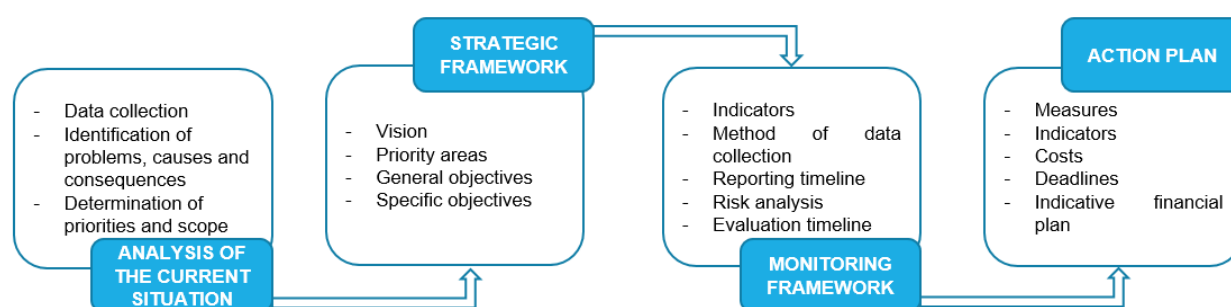 - Data collection
- Identification of
problems, causes and
consequences
- Determination of
priorities and scope
ANALYSIS OF
THE CURRENT
SITUATION
STRATEGIC
FRAMEWORK
- Vision
- Priority areas
- General objectives
- Specific objectives
- Indicators
- Method of data
collection
- Reporting timeline
- Risk analysis
- Evaluation timeline
MONITORING
FRAMEWORK
ACTION PLAN
- Measures
- Indicators
- Costs
- Deadlines
- Indicative financial
plan